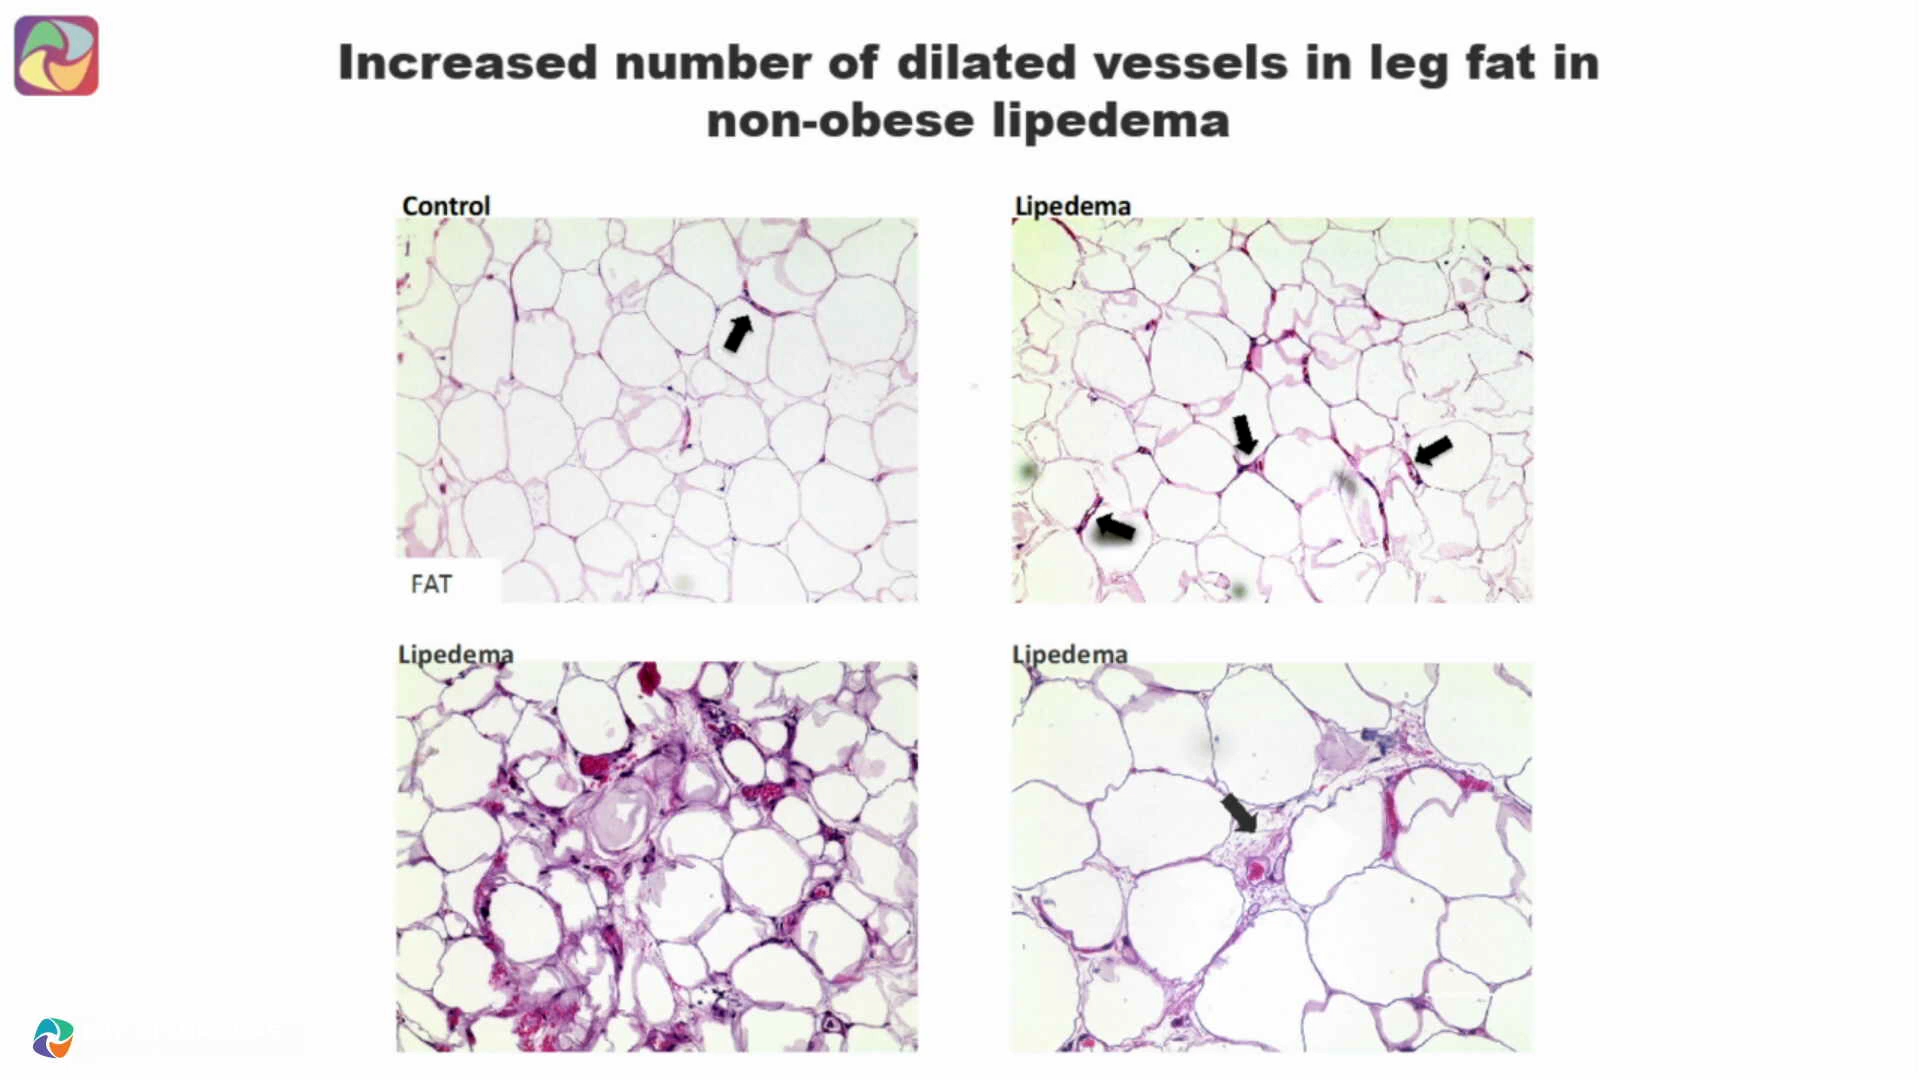 Increased number of dilated vessels in leg fat in
non-obese lipedema
Control
Lipedema
FAT
Lipedema
Lipedema